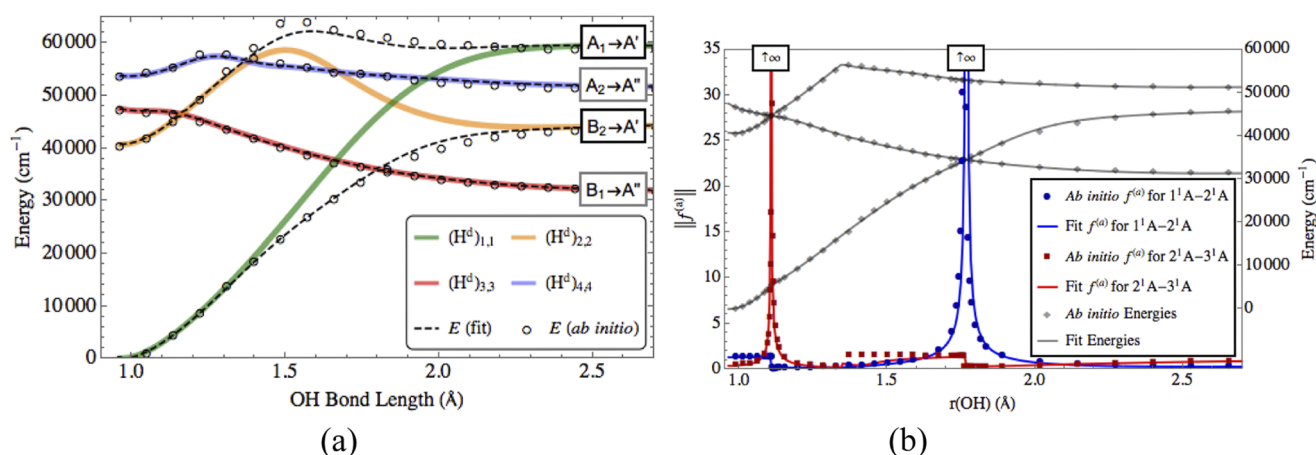 60000
50000
40000
30000
20000
10000
0
Energy (cm⁻¹)
A₁→A'
A₂→A"
B₂→A'
B₁→A"
(Hᵈ)₁,₁
(Hᵈ)₂,₂
(Hᵈ)₃,₃
(Hᵈ)₄,₄
E (fit)
E (ab initio)
1.0
1.5
2.0
2.5
OH Bond Length (Å)
(a)
35
30
25
20
15
10
5
0
||f⁽ᵃ⁾||
↑∞
↑∞
60000
50000
40000
30000
20000
10000
0
Energy (cm⁻¹)
Ab initio f⁽ᵃ⁾ for 1¹A–2¹A
Fit f⁽ᵃ⁾ for 1¹A–2¹A
Ab initio f⁽ᵃ⁾ for 2¹A–3¹A
Fit f⁽ᵃ⁾ for 2¹A–3¹A
Ab initio Energies
Fit Energies
1.0
1.5
2.0
2.5
r(OH) (Å)
(b)